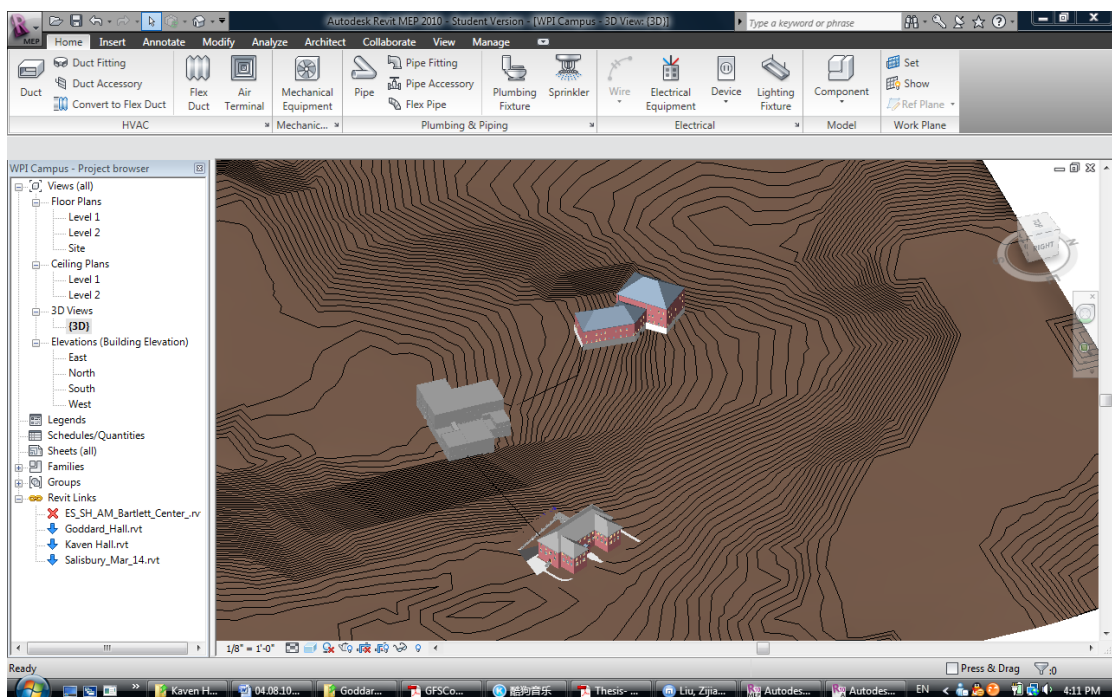 Autodesk Revit MEP 2010 - Student Version - [WPI Campus - 3D View: {3D}]
Type a keyword or phrase
MEP
Home Insert Annotate Modify Analyze Architect Collaborate View Manage
Duct
Duct Fitting
Duct Accessory
Convert to Flex Duct
Flex Duct
Air Terminal
Mechanical Equipment
Pipe
Pipe Fitting
Pipe Accessory
Flex Pipe
Plumbing Fixture
Sprinkler
Wire
Electrical Equipment
Device
Lighting Fixture
Component
Set
Show
Ref Plane
HVAC
Mechanic...
Plumbing & Piping
Electrical
Model
Work Plane
WPI Campus - Project browser
Views (all)
Floor Plans
Level 1
Level 2
Site
Ceiling Plans
Level 1
Level 2
3D Views
{3D}
Elevations (Building Elevation)
East
North
South
West
Legends
Schedules/Quantities
Sheets (all)
Families
Groups
Revit Links
ES_SH_AM_Bartlett_Center_.rv
Goddard_Hall.rvt
Kaven Hall.rvt
Salisbury_Mar_14.rvt
RIGHT
1/8" = 1'-0"
Ready
Press & Drag
:0
Kaven H...
04.08.10...
Goddar...
GFSCo...
酷狗音乐
Thesis- ...
Liu, Zijia...
Autodes...
Autodes...
EN
4:11 PM